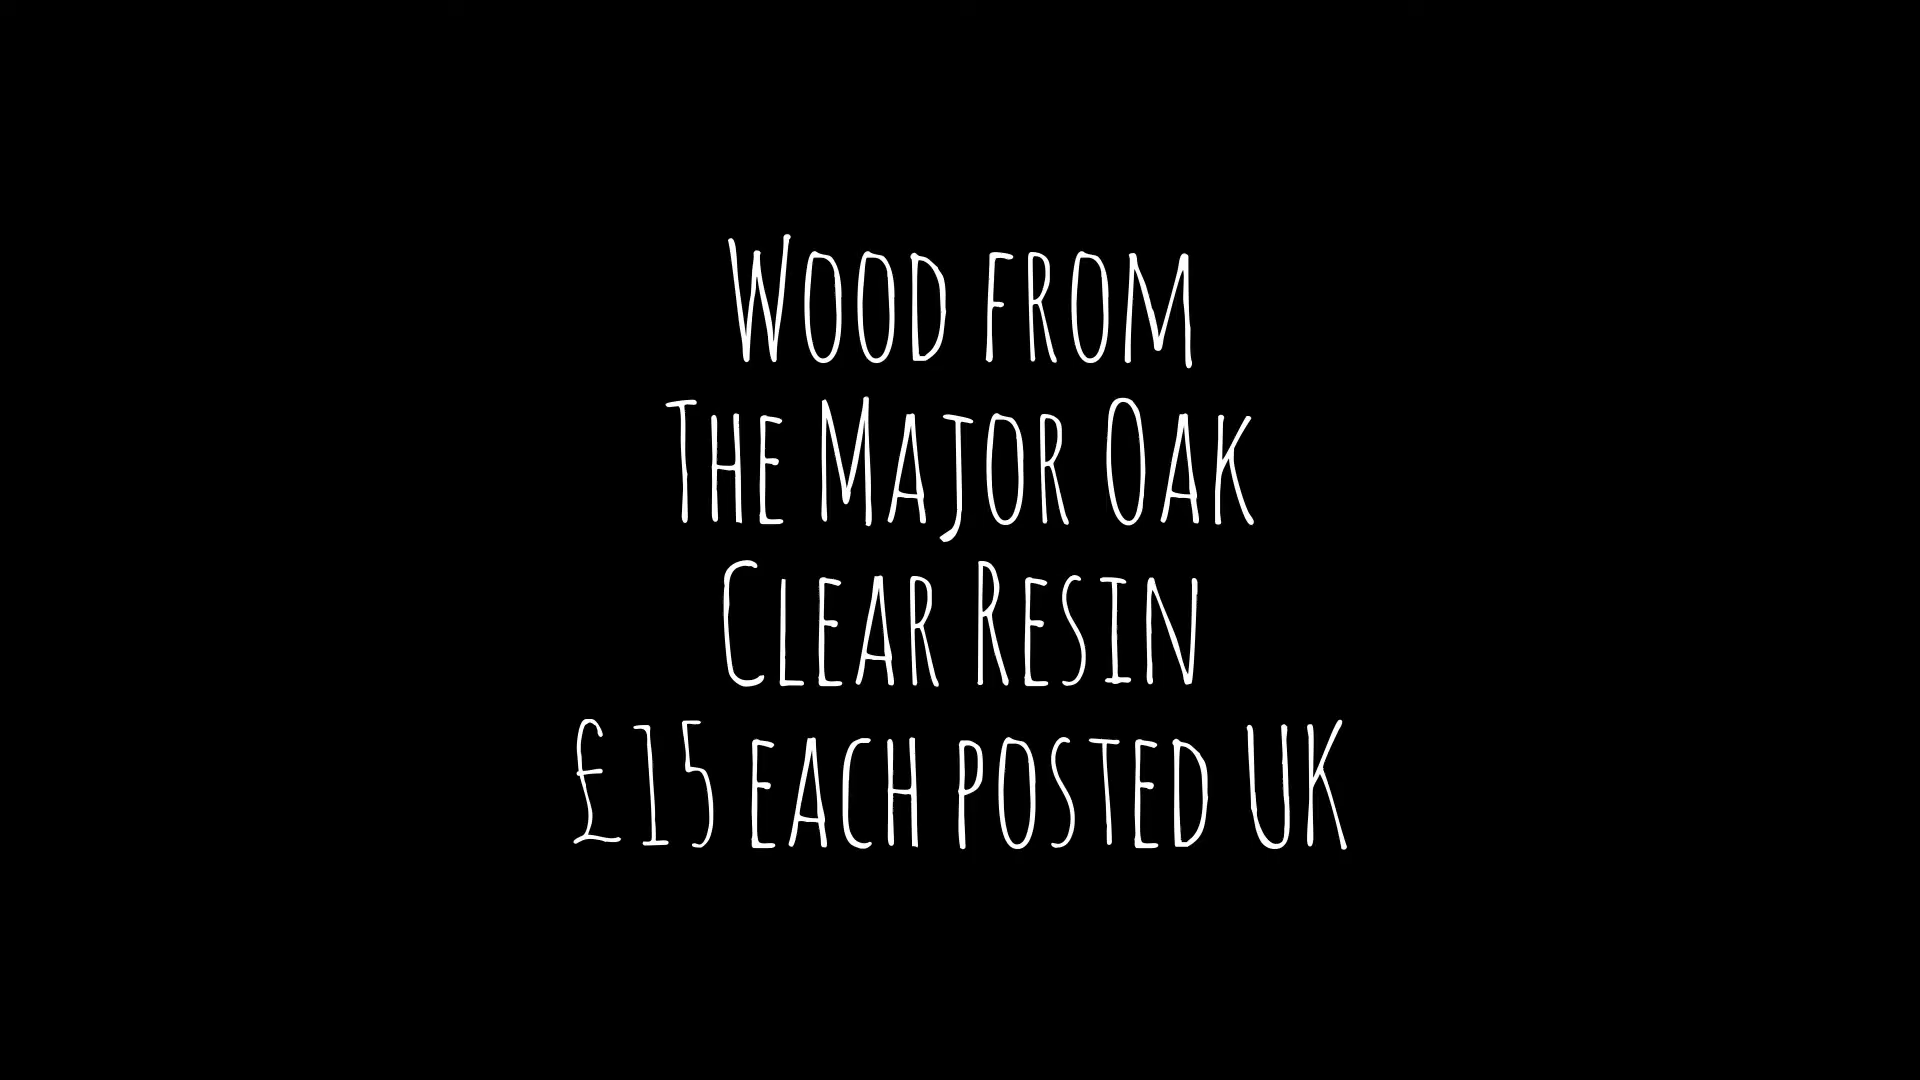 Wood from
The Major Oak
Clear Resin
£15 each posted UK